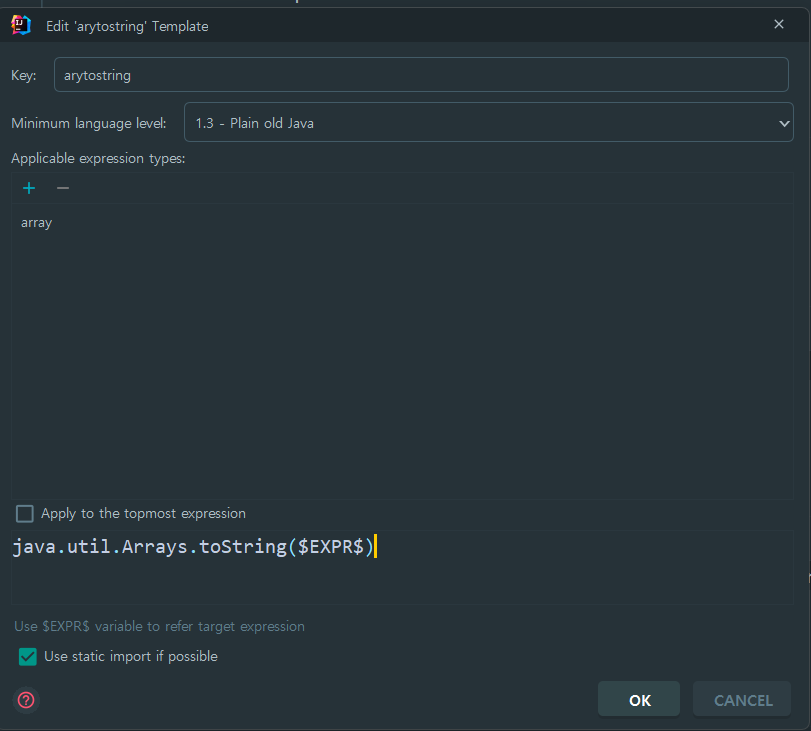 Edit 'arytostring' Template
Key: arytostring
Minimum language level: 1.3 - Plain old Java
Applicable expression types:
array
Apply to the topmost expression
java.util.Arrays.toString($EXPR$)
Use $EXPR$ variable to refer target expression
Use static import if possible
OK CANCEL